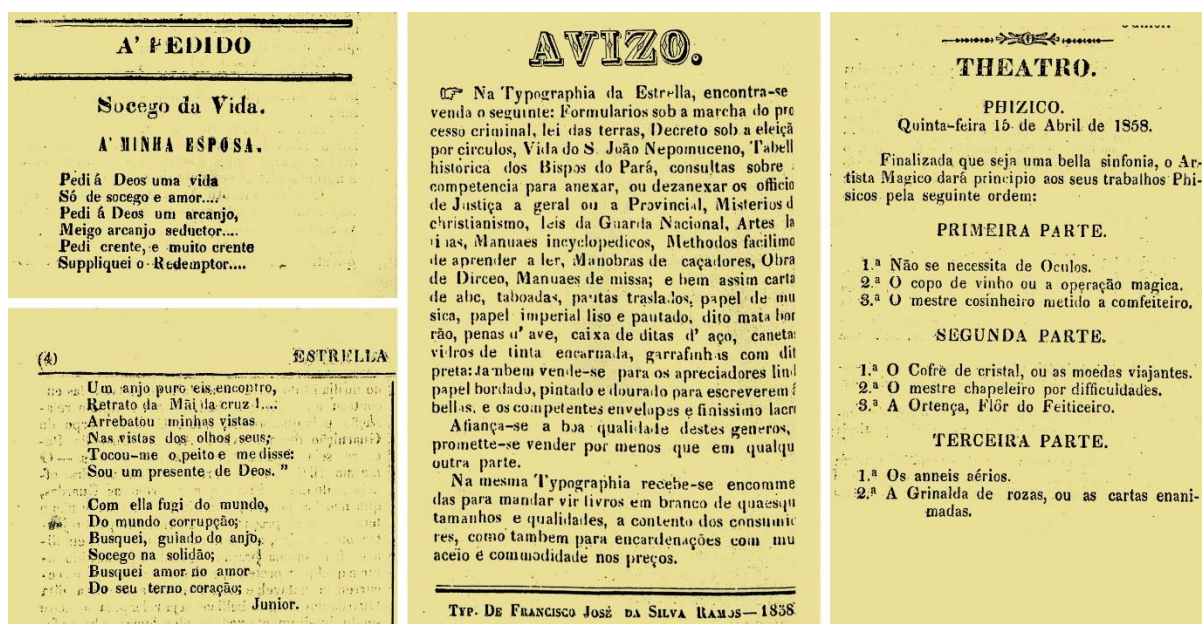 A' PEDIDO
Socego da Vida.
A' MINHA ESPOSA.
Pedi á Deos uma vida
Só de socego e amor....
Pedi á Deos um arcanjo,
Meigo arcanjo seductor....
Pedi crente, e muito crente
Suppliquei o Redemptor....
(4) ESTRELLA
Um anjo puro eis encontro,
Retrato da Mãi da cruz !....
Arrebatou minhas vistas
Nas vistas dos olhos seus;
Tocou-me o peito e me disse:
Sou um presente de Deos. "
Com ella fugi do mundo,
Do mundo corrupção;
Busquei, guiado do anjo,
Socego na solidão;
Busquei amor no amor
Do seu terno coração;
Junior.
AVIZO.
☞ Na Typographia da Estrella, encontra-se
venda o seguinte: Formularios sob a marcha do pro
cesso criminal, lei das terras, Decreto sob a eleiçã
por circulos, Vida do S. João Nepomuceno, Tabell
histórica dos Bispos do Pará, consultas sobre
competencia para anexar, ou dezanexar os officio
de Justiça a geral ou a Provincial, Misterios d
christianismo, leis da Guarda Nacional, Artes la
inas, Manuaes incyclopedicos, Methodos facilimo
de aprender a ler, Manobras de caçadores, Obra
de Dirceo, Manuaes de missa; e bem assim carta
de abc, taboadas, pautas traslados, papel de mu
sica, papel imperial liso e pautado, dito mata bor
rão, penas d' ave, caixa de ditas d' aço, caneta
vidros de tinta encarnada, garrafinhas com dit
preta: Jambem vende-se para os apreciadores lind
papel bordado, pintado e dourado para escreverem
bellas, e os competentes envelopes e finissimo lacr
Afiança-se a boa qualidade destes generos,
promette-se vender por menos que em qualqu
outra parte.
Na mesma Typographia recebe-se encomme
das para mandar vir livros em branco de quaesqu
tamanhos e qualidades, a contento dos consumic
res, como tambem para encardenações com mu
aceio e commodidade nos preços.
TYP. DE FRANCISCO JOSÉ DA SILVA RAMOS—1858
THEATRO.
PHIZICO.
Quinta-feira 15 de Abril de 1858.
Finalizada que seja uma bella sinfonia, o Ar-
tista Magico dará principio aos seus trabalhos Phi-
sicos pela seguinte ordem:
PRIMEIRA PARTE.
1.ª Não se necessita de Oculos.
2.ª O copo de vinho ou a operação magica.
3.ª O mestre cosinheiro metido a comfeiteiro.
SEGUNDA PARTE.
1.ª O Cofre de cristal, ou as moedas viajantes.
2.ª O mestre chapeleiro por difficuldades.
3.ª A Ortença, Flôr do Feiticeiro.
TERCEIRA PARTE.
1.ª Os anneis aérios.
2.ª A Grinalda de rozas, ou as cartas enani-
madas.